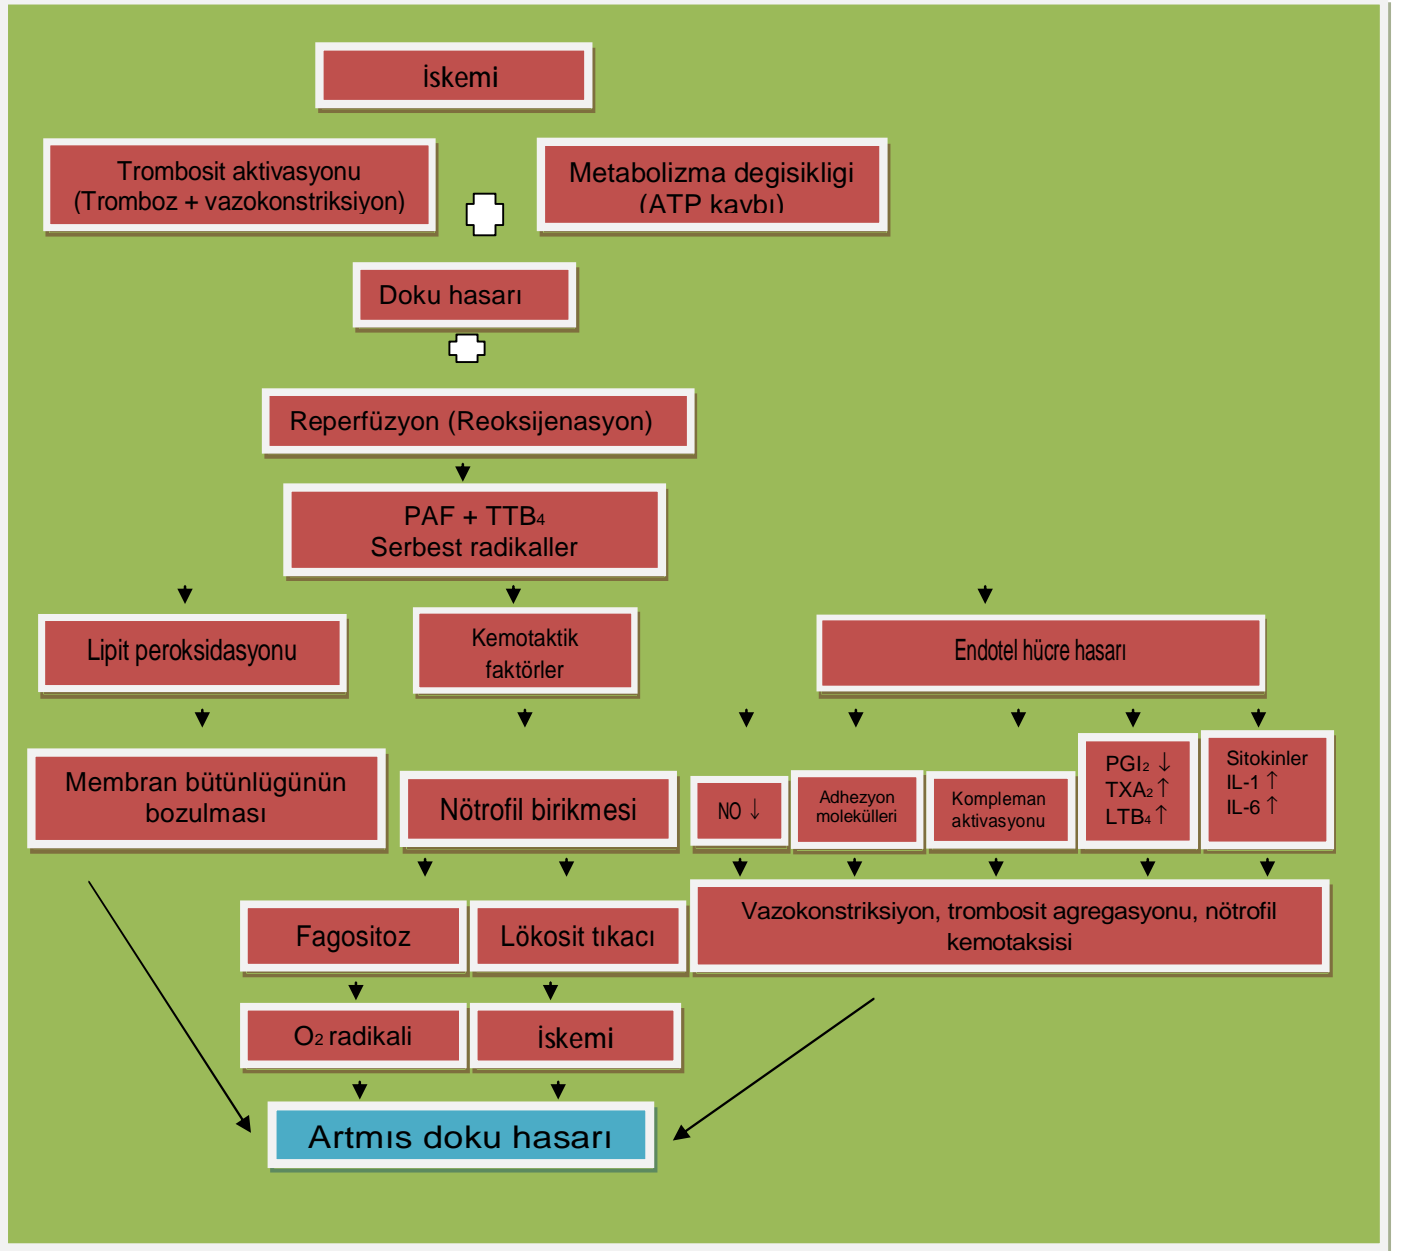 İskemi
Trombosit aktivasyonu
(Tromboz + vazokonstriksiyon)
Metabolizma degisikligi
(ATP kaybı)
Doku hasarı
Reperfüzyon (Reoksijenasyon)
PAF + TTB₄
Serbest radikaller
Lipit peroksidasyonu
Kemotaktik
faktörler
Endotel hücre hasarı
Membran bütünlügünün
bozulması
Nötrofil birikmesi
NO ↓
Adhezyon
molekülleri
Kompleman
aktivasyonu
PGI₂ ↓
TXA₂ ↑
LTB₄ ↑
Sitokinler
IL-1 ↑
IL-6 ↑
Fagositoz
Lökosit tıkacı
Vazokonstriksiyon, trombosit agregasyonu, nötrofil
kemotaksisi
O₂ radikali
İskemi
Artmıs doku hasarı